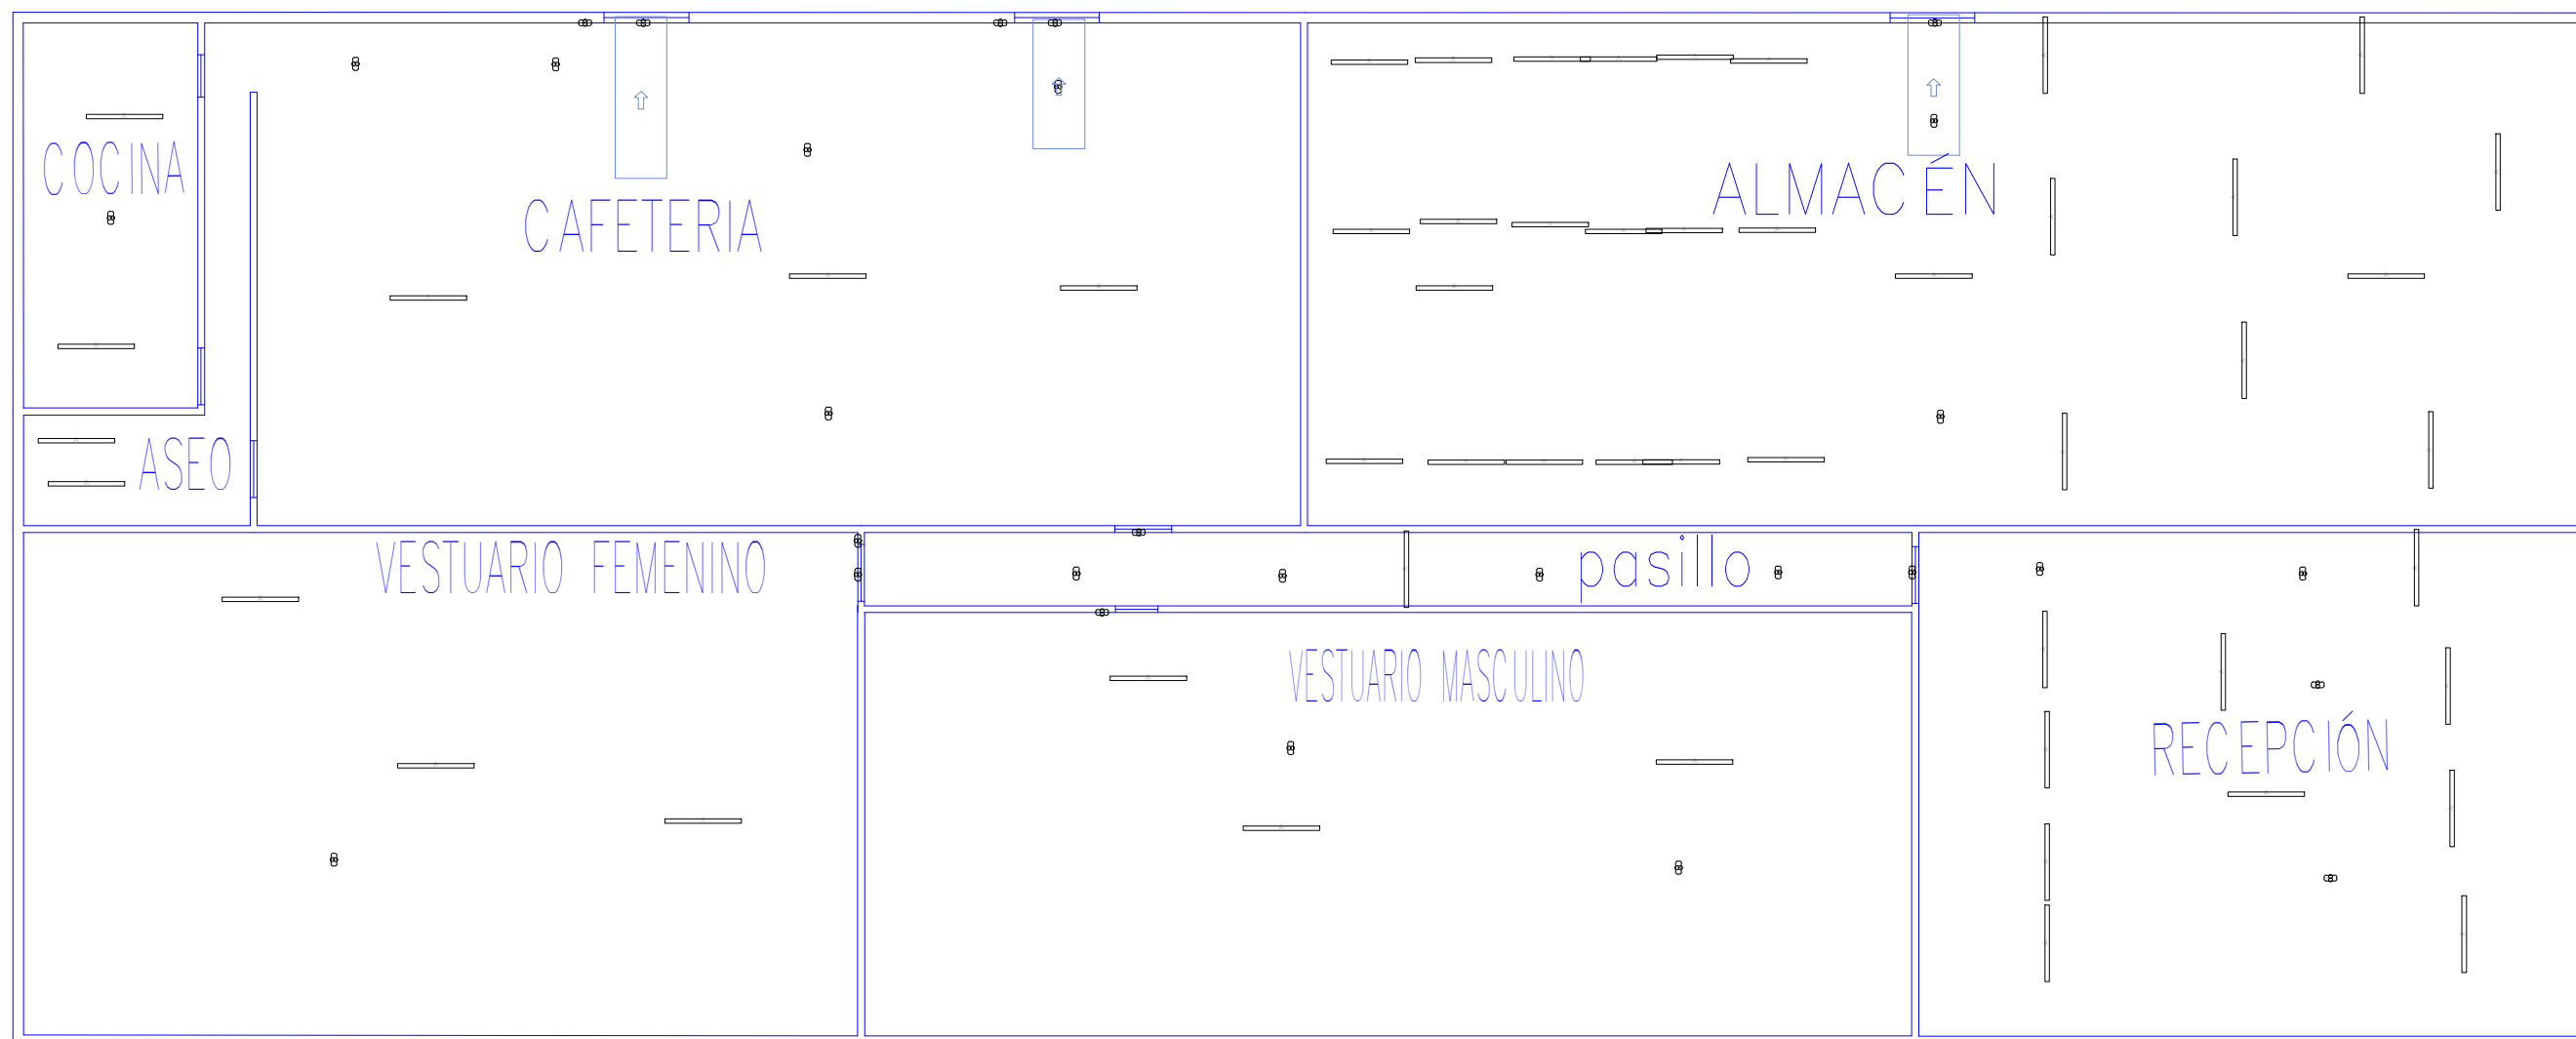 COCINA
CAFETERIA
ALMACÉN
ASEO
VESTUARIO FEMENINO
pasillo
VESTUARIO MASCULINO
RECEPCIÓN